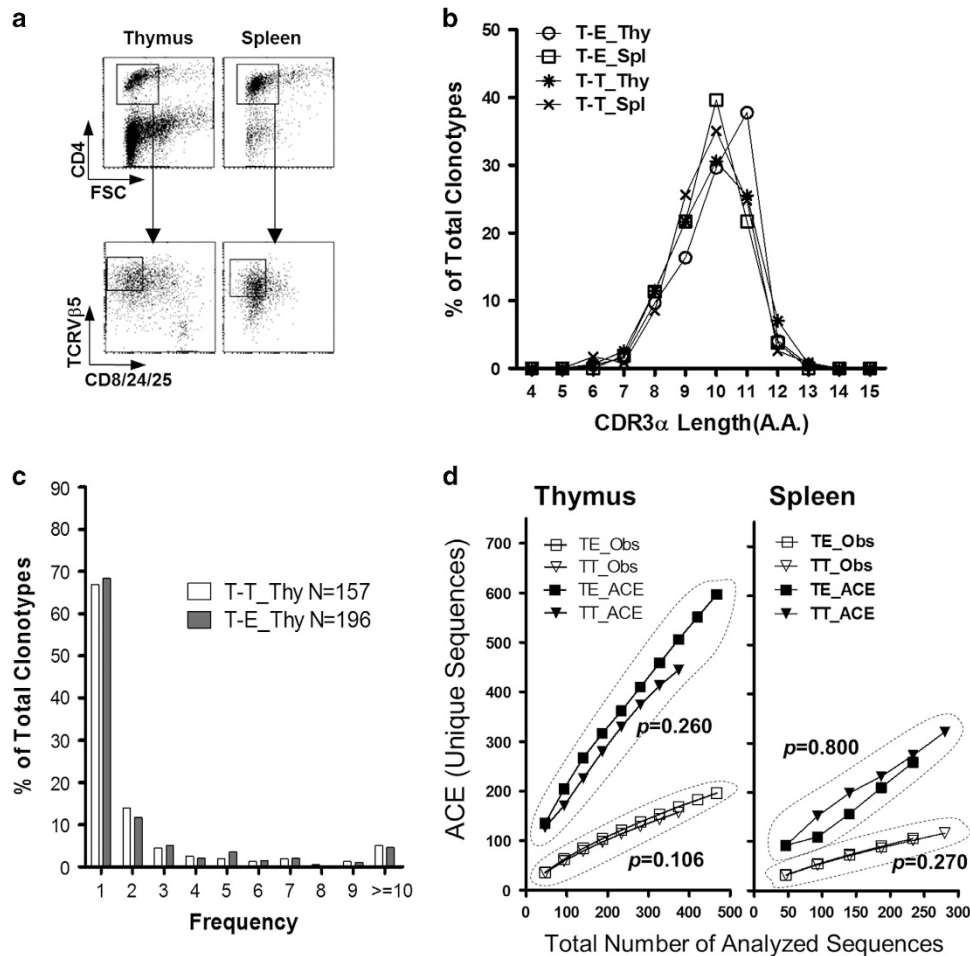 a
Thymus Spleen
CD4
FSC
TCRVβ5
CD8/24/25
b
T-E_Thy
T-E_Spl
T-T_Thy
T-T_Spl
% of Total Clonotypes
50
40
30
20
10
0
4 5 6 7 8 9 10 11 12 13 14 15
CDR3α Length(A.A.)
c
% of Total Clonotypes
90
80
70
60
50
40
30
20
10
0
T-T_Thy N=157
T-E_Thy N=196
1 2 3 4 5 6 7 8 9 >=10
Frequency
d
Thymus Spleen
ACE (Unique Sequences)
700
600
500
400
300
200
100
0
TE_Obs
TT_Obs
TE_ACE
TT_ACE
p=0.260
p=0.106
0 100 200 300 400 500
TE_Obs
TT_Obs
TE_ACE
TT_ACE
p=0.800
p=0.270
0 50 100 150 200 250 300
Total Number of Analyzed Sequences